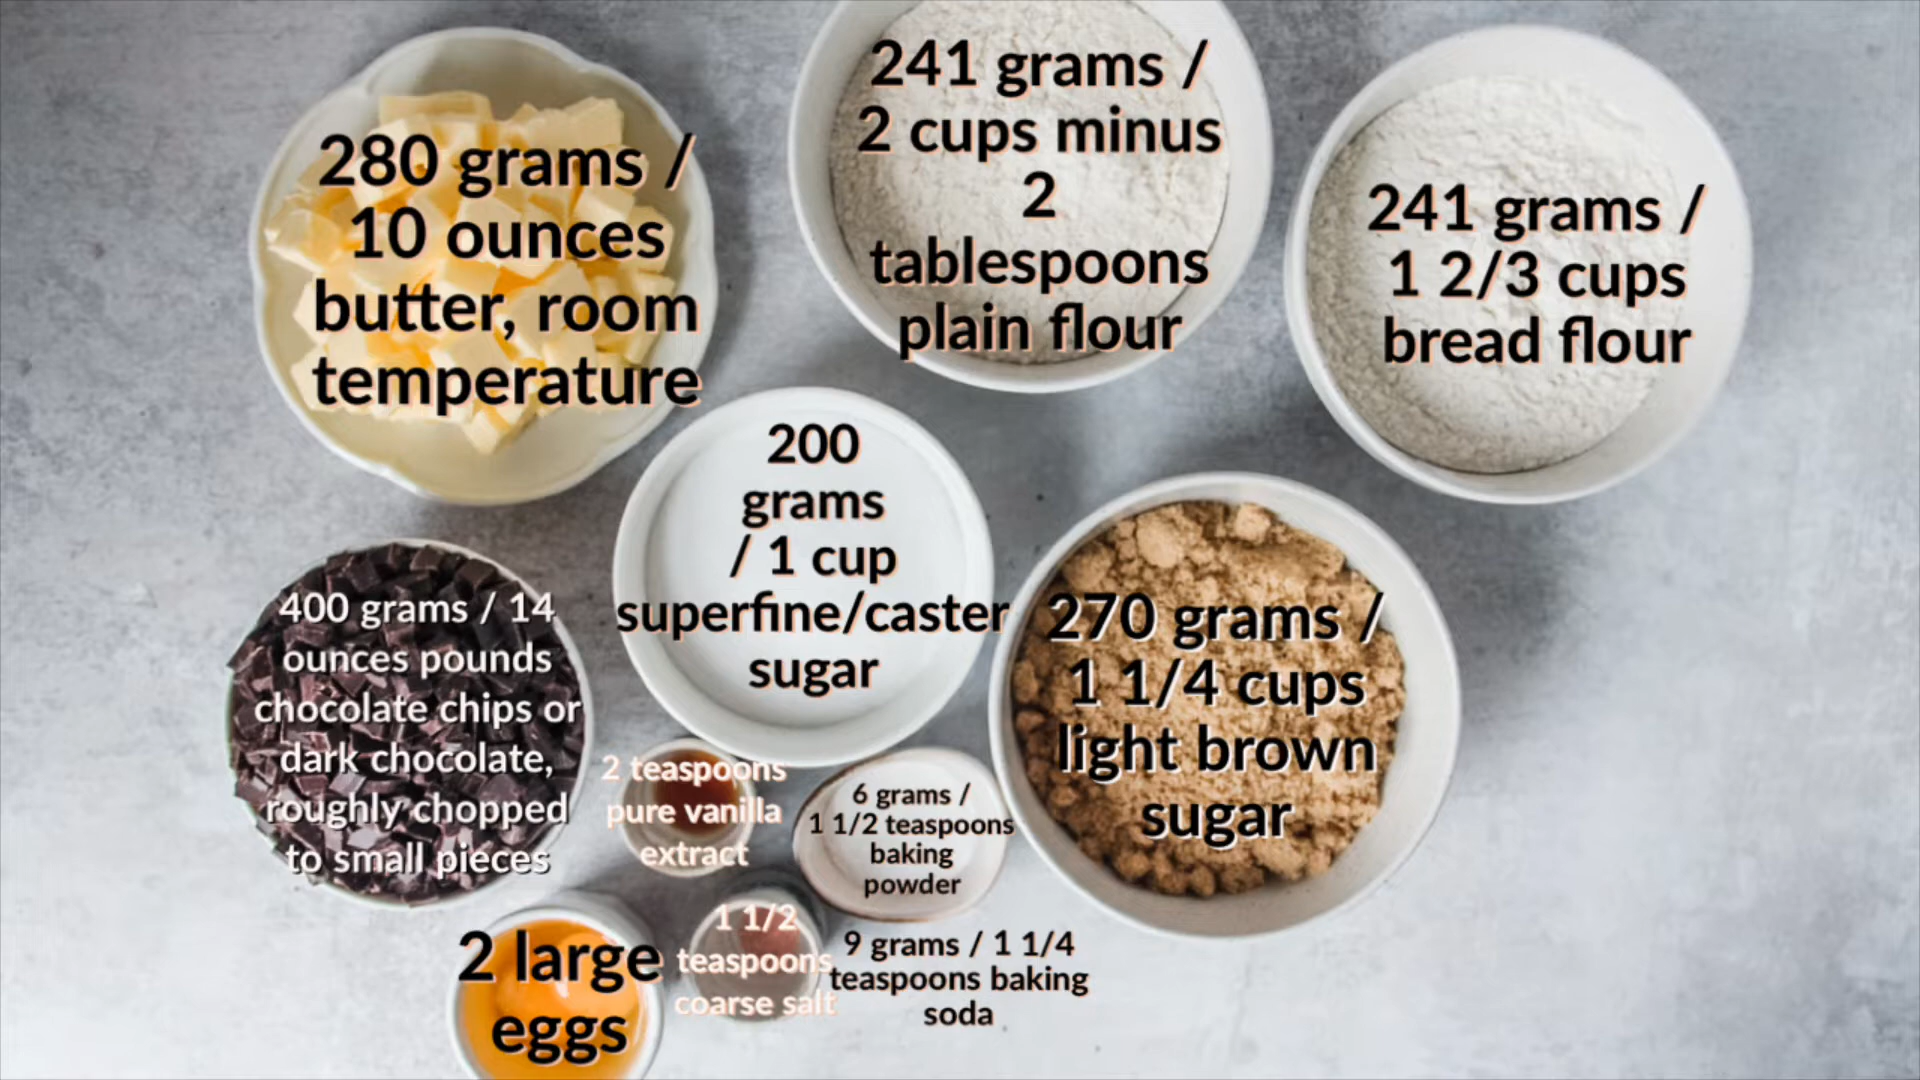 280 grams /
10 ounces
butter, room
temperature
241 grams /
2 cups minus
2
tablespoons
plain flour
241 grams /
1 2/3 cups
bread flour
200
grams
/ 1 cup
superfine/caster
sugar
270 grams /
1 1/4 cups
light brown
sugar
400 grams / 14
ounces pounds
chocolate chips or
dark chocolate,
roughly chopped
to small pieces
2 teaspoons
pure vanilla
extract
6 grams /
1 1/2 teaspoons
baking
powder
2 large
eggs
1 1/2
teaspoons
coarse salt
9 grams / 1 1/4
teaspoons baking
soda